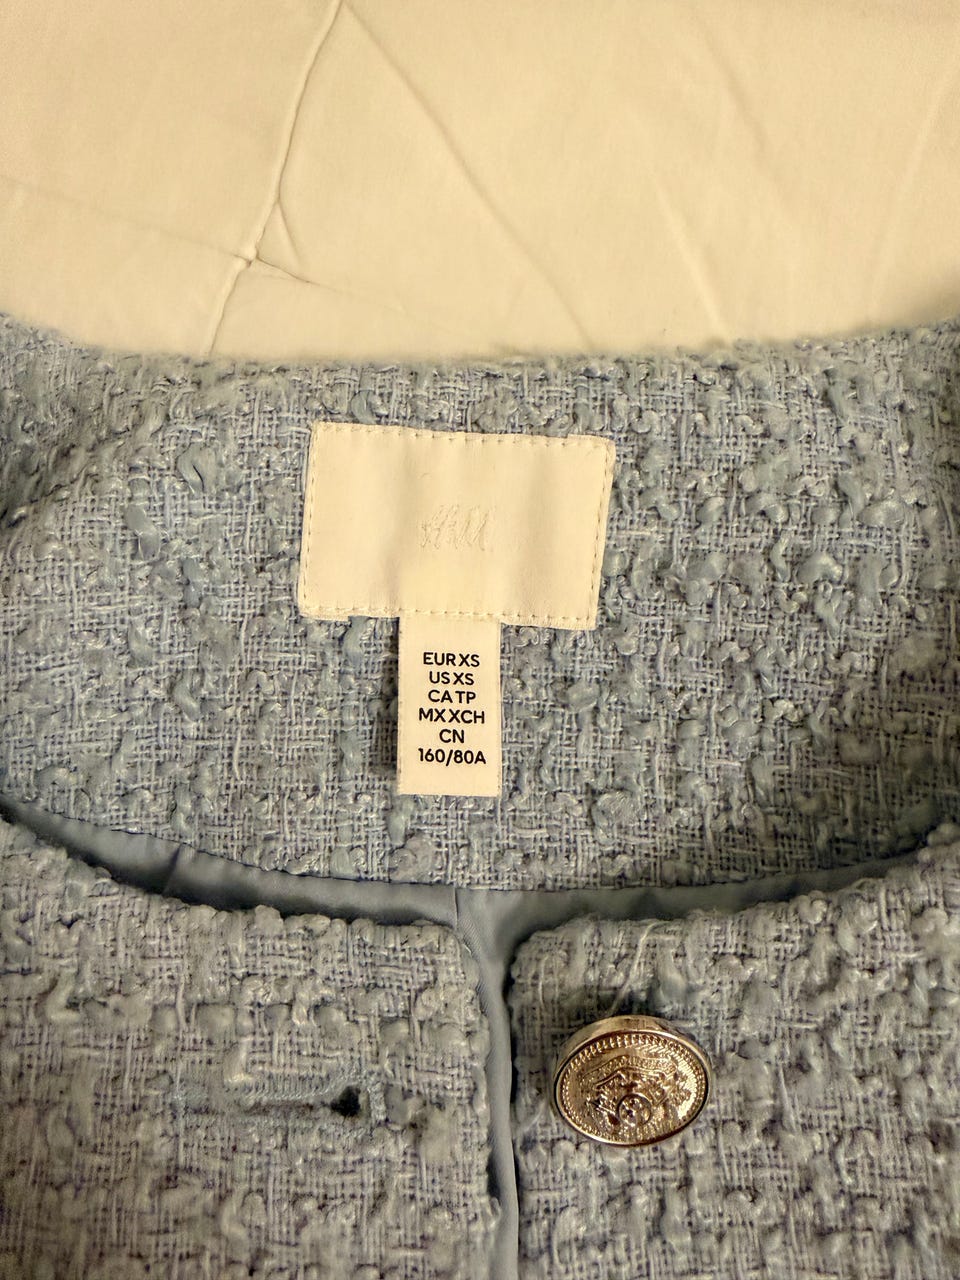 H&M
EUR XS
US XS
CA TP
MX XCH
CN
160/80A